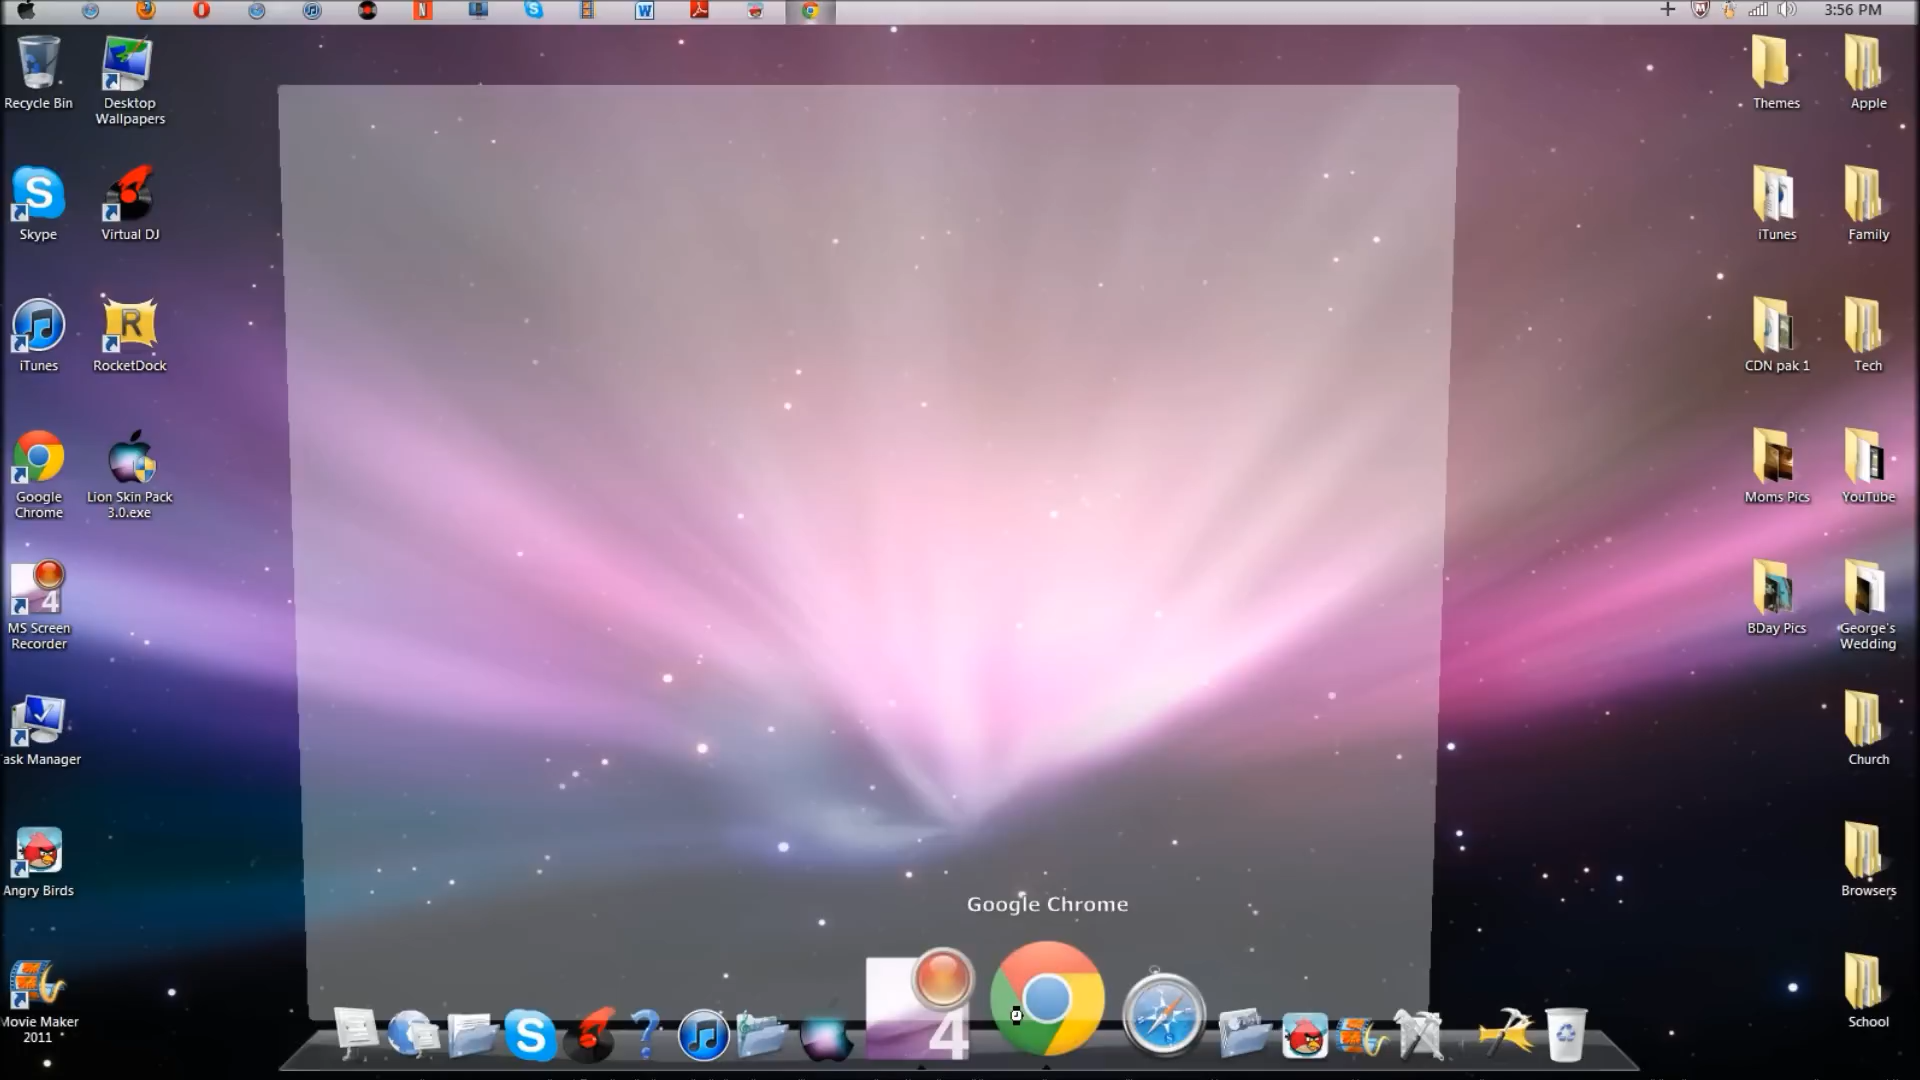 3:56 PM
Recycle Bin
Desktop
Wallpapers
Themes
Apple
Skype
Virtual DJ
iTunes
Family
iTunes
RocketDock
CDN pak 1
Tech
Google
Chrome
Lion Skin Pack
3.0.exe
Moms Pics
YouTube
MS Screen
Recorder
BDay Pics
George's
Wedding
ask Manager
Church
Angry Birds
Browsers
Google Chrome
Movie Maker
2011
School